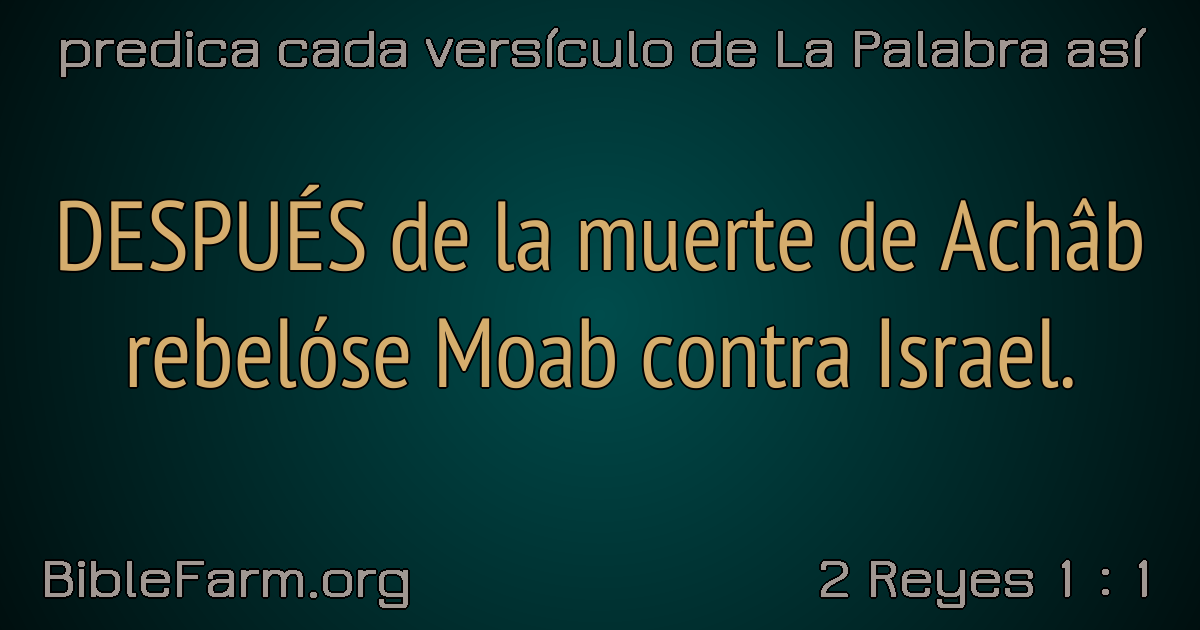 predica cada versículo de La Palabra así
DESPUÉS de la muerte de Achâb
rebelóse Moab contra Israel.
BibleFarm.org
2 Reyes 1 : 1